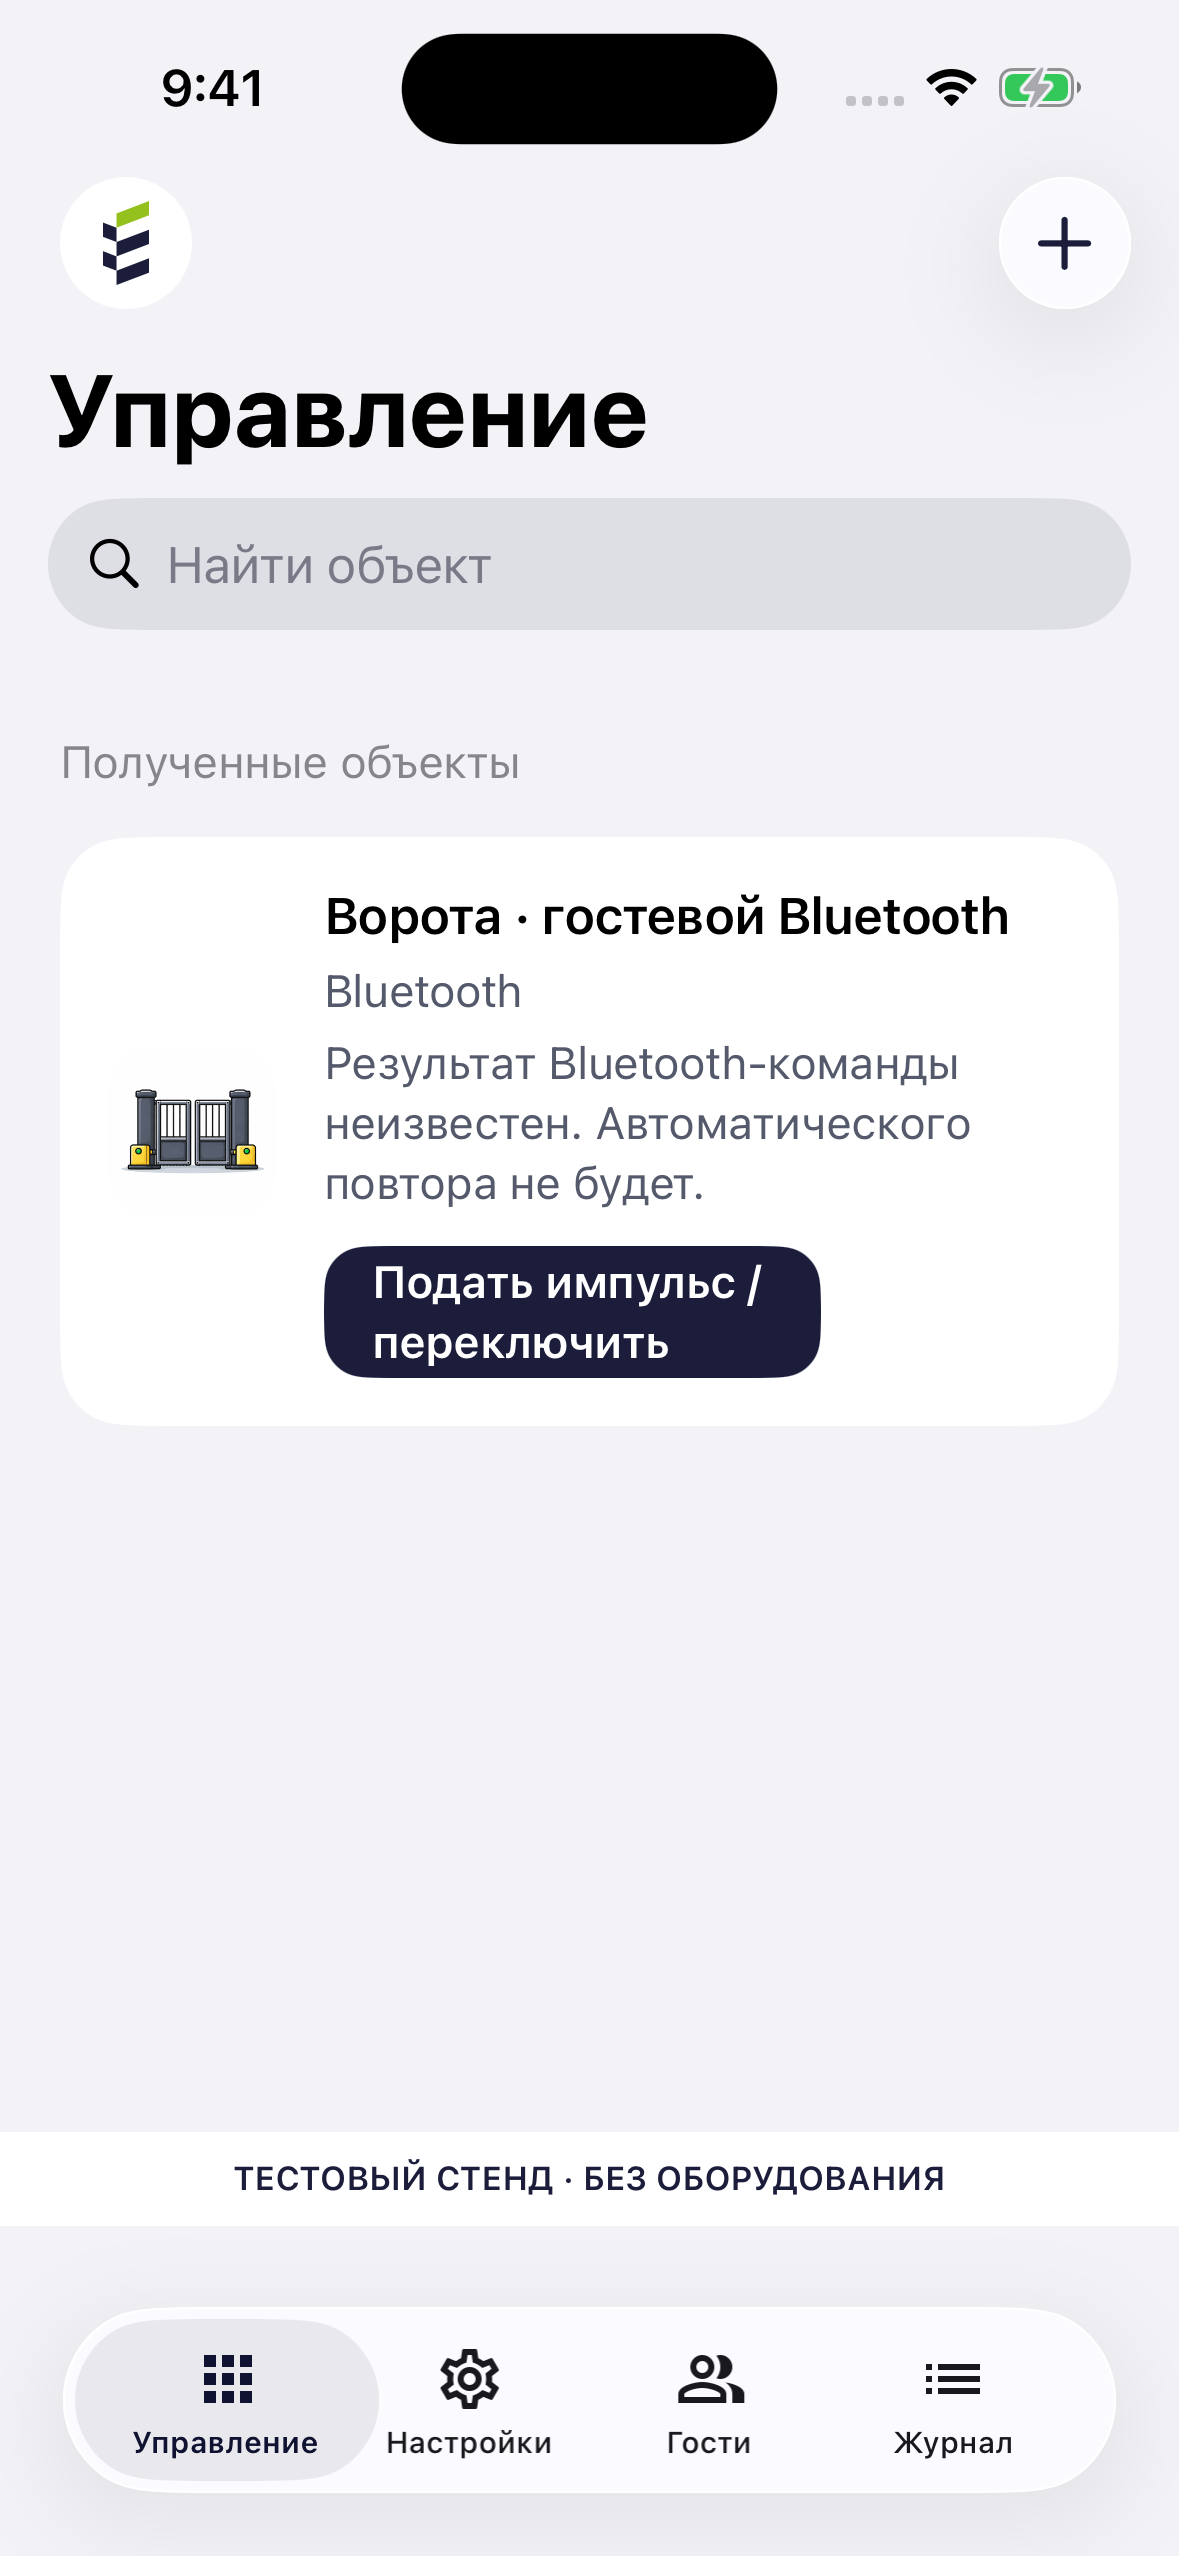 9:41
Управление
Найти объект
Полученные объекты
Ворота · гостевой Bluetooth
Bluetooth
Результат Bluetooth-команды
неизвестен. Автоматического
повтора не будет.
Подать импульс /
переключить
ТЕСТОВЫЙ СТЕНД · БЕЗ ОБОРУДОВАНИЯ
Управление
Настройки
Гости
Журнал